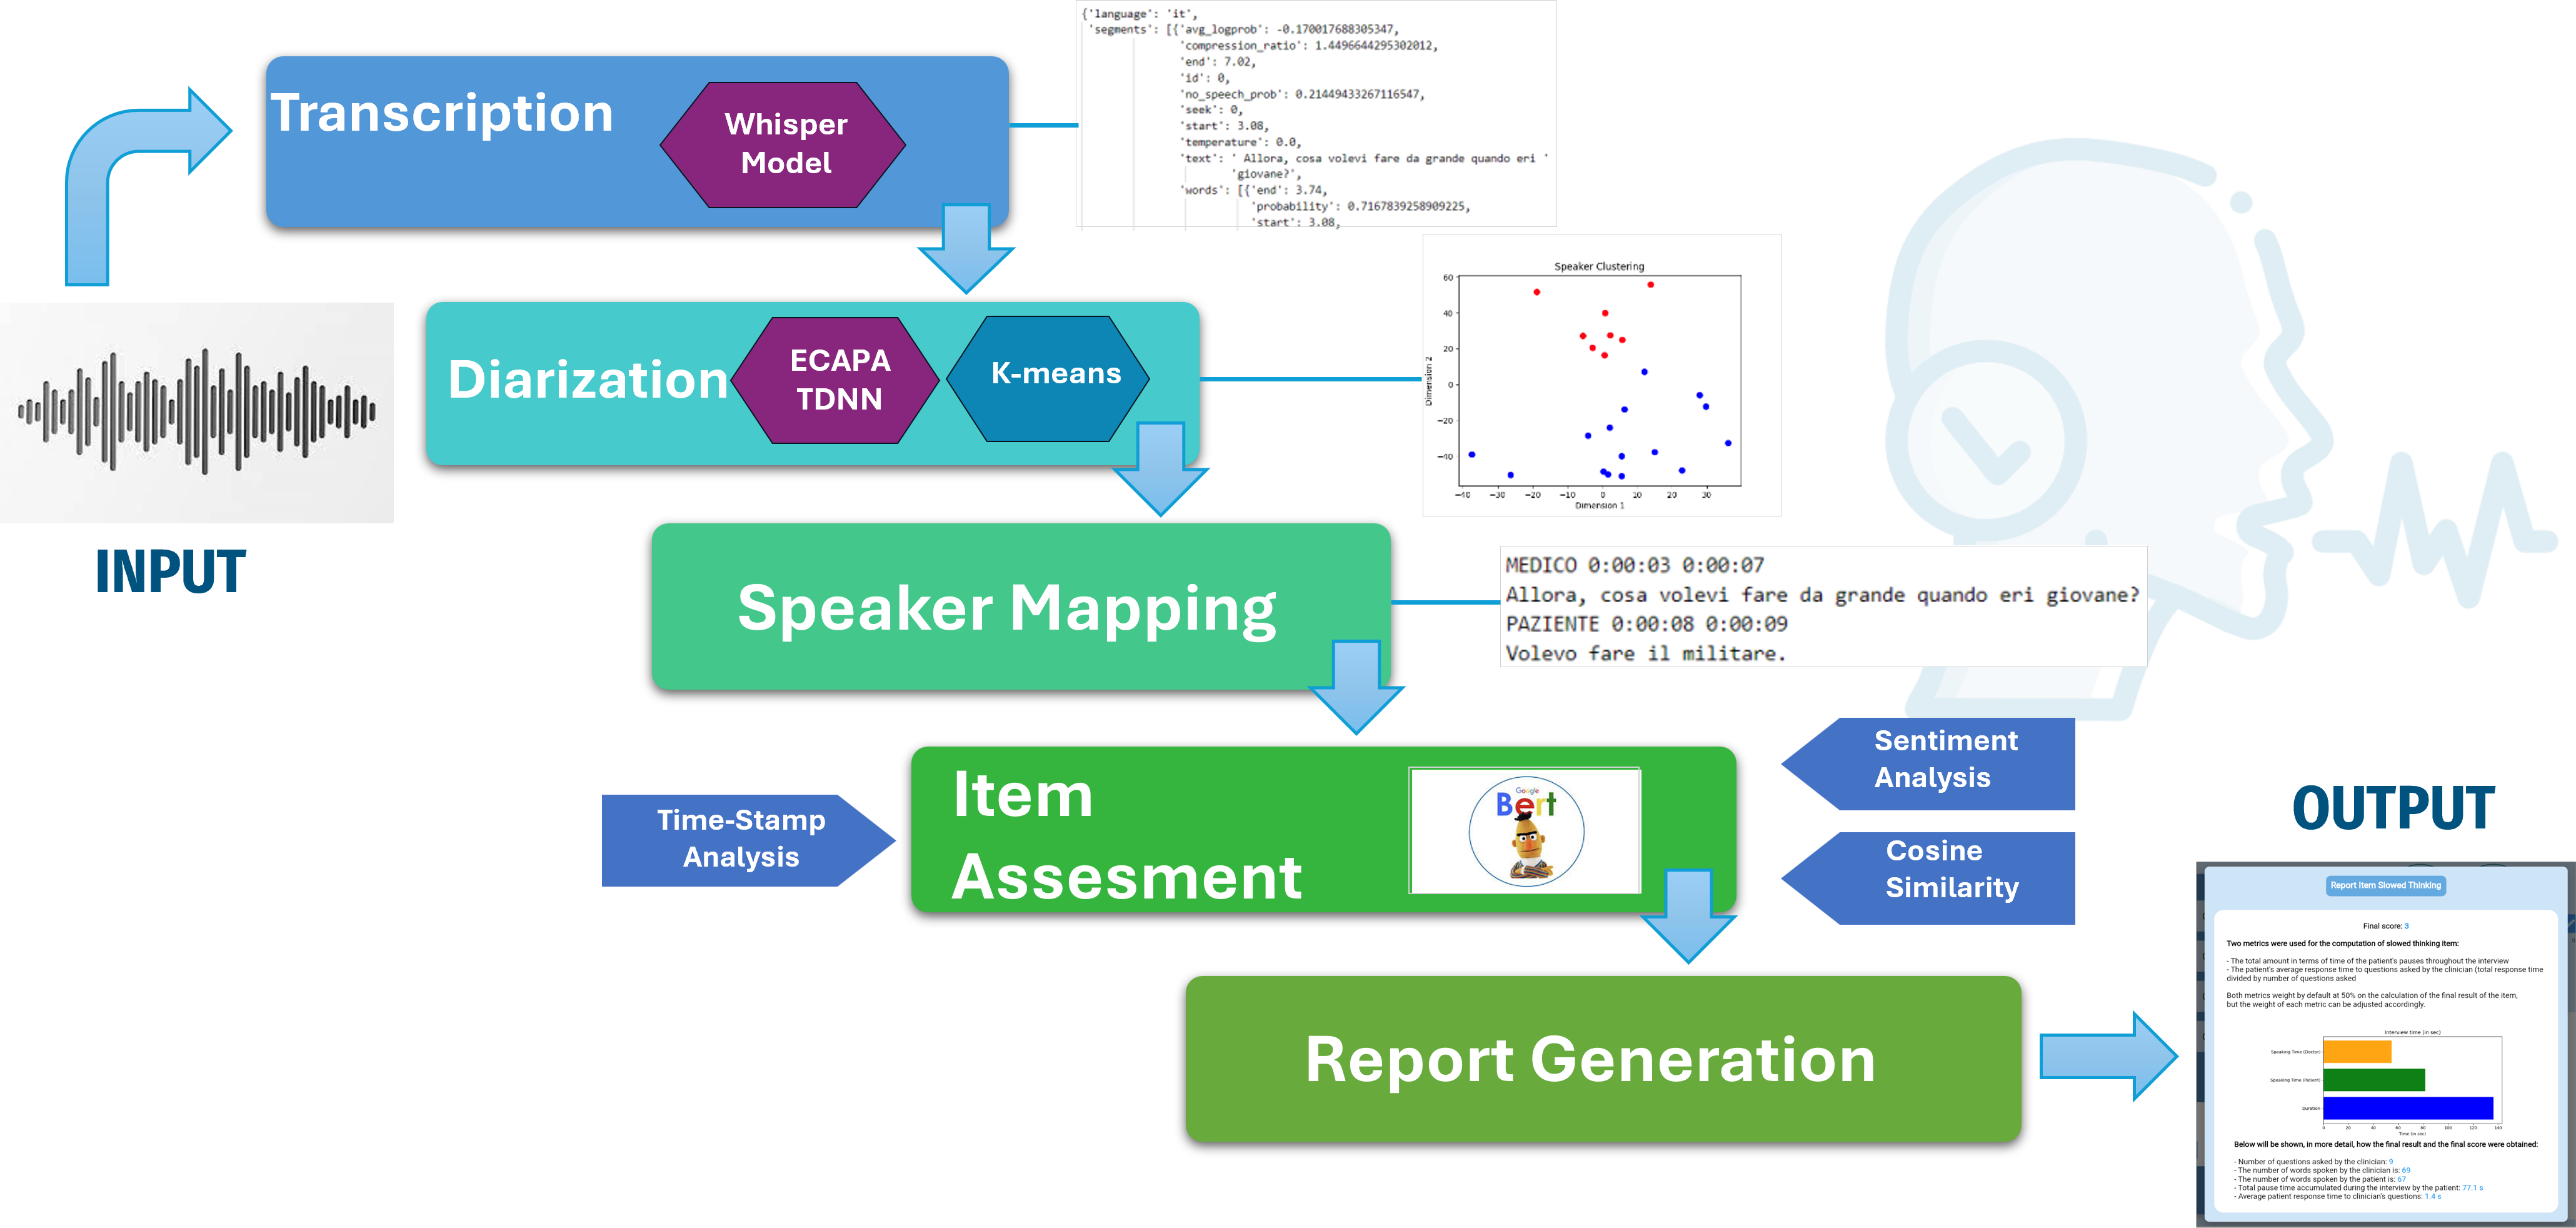 Transcription
Whisper
Model
{'language': 'it',
'segments': [{'avg_logprob': -0.170017688305347,
'compression_ratio': 1.4496644295302012,
'end': 7.02,
'id': 0,
'no_speech_prob': 0.21449433267116547,
'seek': 0,
'start': 3.08,
'temperature': 0.0,
'text': ' Allora, cosa volevi fare da grande quando eri '
'giovane?',
'words': [{'end': 3.74,
'probability': 0.7167839258909225,
'start': 3.08,
INPUT
Diarization
ECAPA
TDNN
K-means
Speaker Clustering
60
40
20
0
−20
−40
Dimension 2
−40 −30 −20 −10 0 10 20 30
Dimension 1
Speaker Mapping
MEDICO 0:00:03 0:00:07
Allora, cosa volevi fare da grande quando eri giovane?
PAZIENTE 0:00:08 0:00:09
Volevo fare il militare.
Time-Stamp
Analysis
Item
Assesment
Google
Bert
Sentiment
Analysis
Cosine
Similarity
Report Generation
OUTPUT
Report Item Slowed Thinking
Final score: 3
Two metrics were used for the computation of slowed thinking item:
- The total amount in terms of time of the patient's pauses throughout the interview
- The patient's average response time to questions asked by the clinician (total response time
divided by number of questions asked
Both metrics weight by default at 50% on the calculation of the final result of the item,
but the weight of each metric can be adjusted accordingly.
Interview time (in sec)
Speaking Time (Doctor)
Speaking Time (Patient)
Duration
0 20 40 60 80 100 120 140
Time (in sec)
Below will be shown, in more detail, how the final result and the final score were obtained:
- Number of questions asked by the clinician: 9
- The number of words spoken by the clinician is: 69
- The number of words spoken by the patient is: 67
- Total pause time accumulated during the interview by the patient: 77.1 s
- Average patient response time to clinician's questions: 1.4 s